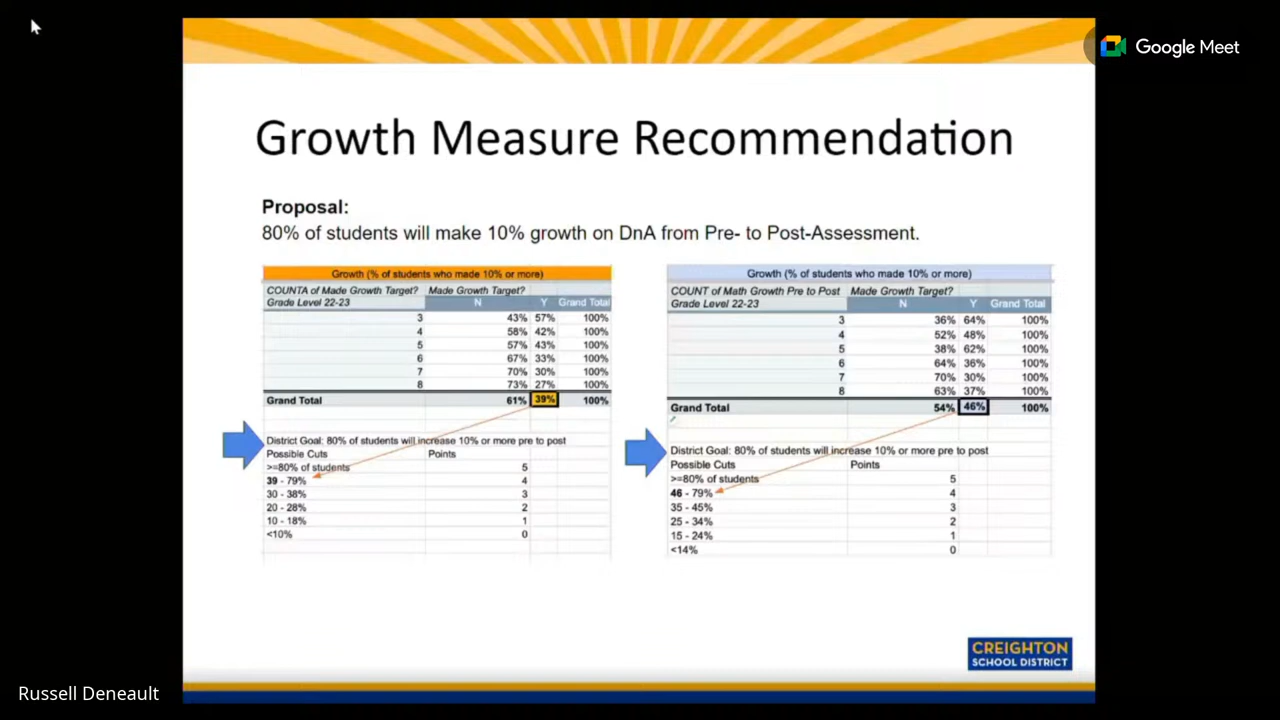 Google Meet
Growth Measure Recommendation
Proposal:
80% of students will make 10% growth on DnA from Pre- to Post-Assessment.
Growth (% of students who made 10% or more)
COUNTA of Made Growth Target? Made Growth Target?
Grade Level 22-23 N Y Grand Total
3 43% 57% 100%
4 58% 42% 100%
5 57% 43% 100%
6 67% 33% 100%
7 70% 30% 100%
8 73% 27% 100%
Grand Total 61% 39% 100%
District Goal: 80% of students will increase 10% or more pre to post
Possible Cuts Points
>=80% of students 5
39 - 79% 4
30 - 38% 3
20 - 28% 2
10 - 18% 1
<10% 0
Growth (% of students who made 10% or more)
COUNT of Math Growth Pre to Post Made Growth Target?
Grade Level 22-23 N Y Grand Total
3 36% 64% 100%
4 52% 48% 100%
5 38% 62% 100%
6 64% 36% 100%
7 70% 30% 100%
8 63% 37% 100%
Grand Total 54% 46% 100%
District Goal: 80% of students will increase 10% or more pre to post
Possible Cuts Points
>=80% of students 5
46 - 79% 4
35 - 45% 3
25 - 34% 2
15 - 24% 1
<14% 0
CREIGHTON
SCHOOL DISTRICT
Russell Deneault